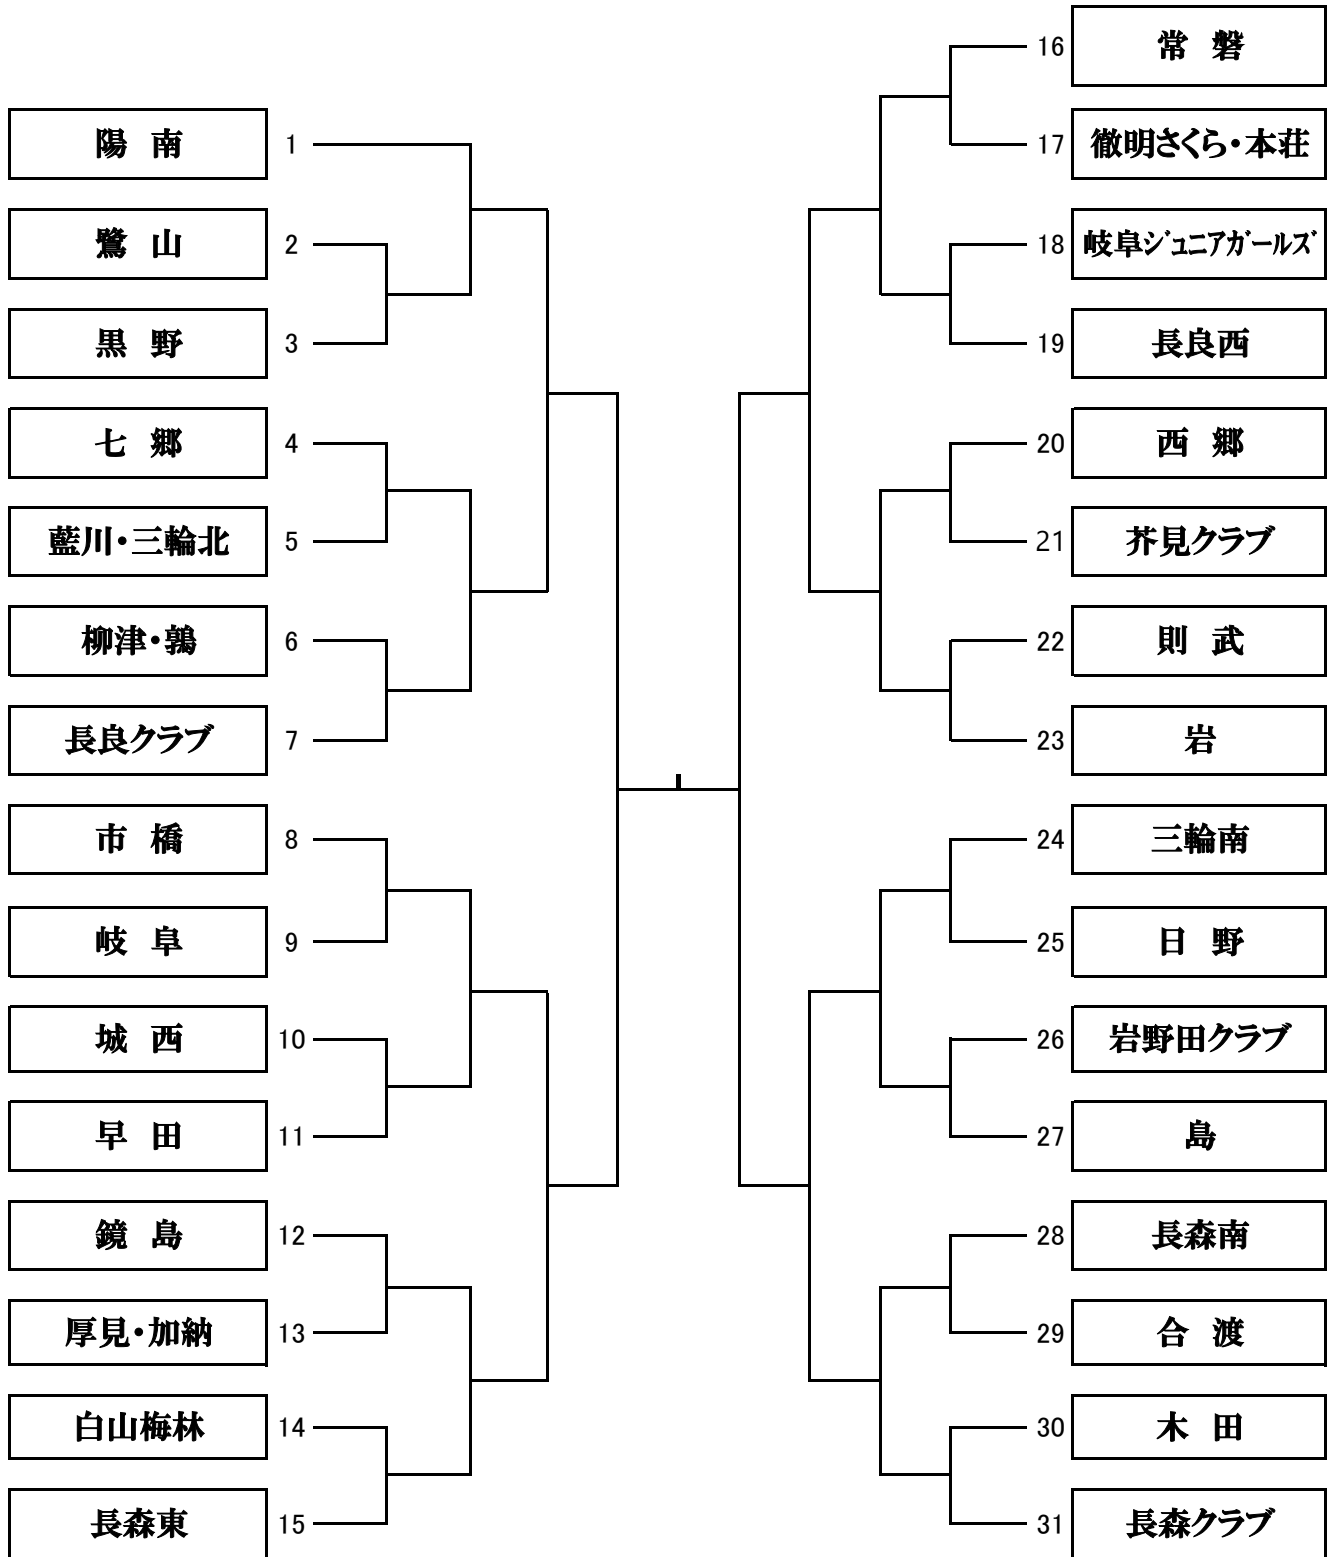 陽 南 1
鷺 山 2
黒 野 3
七 郷 4
藍川・三輪北 5
柳津・鶉 6
長良クラブ 7
市 橋 8
岐 阜 9
城 西 10
早 田 11
鏡 島 12
厚見・加納 13
白山梅林 14
長森東 15
16 常 磐
17 徹明さくら・本荘
18 岐阜ジュニアガールズ
19 長良西
20 西 郷
21 芥見クラブ
22 則 武
23 岩
24 三輪南
25 日 野
26 岩野田クラブ
27 島
28 長森南
29 合 渡
30 木 田
31 長森クラブ